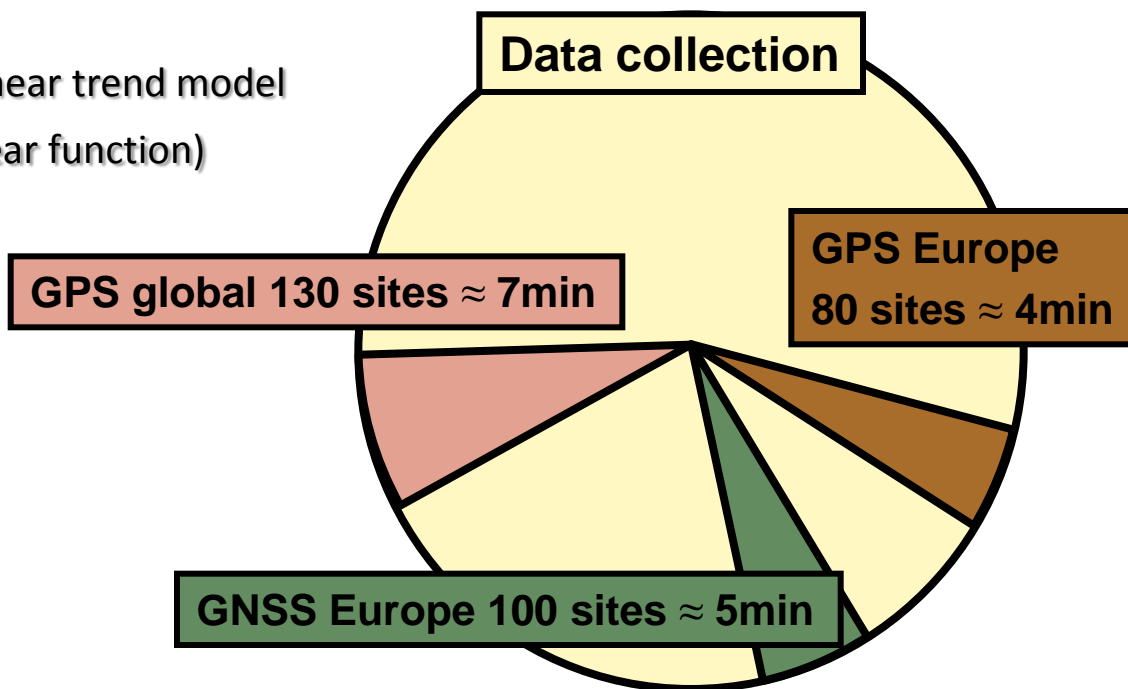 Data collection
near trend model
ear function)
GPS Europe
80 sites ≈ 4min
GPS global 130 sites ≈ 7min
GNSS Europe 100 sites ≈ 5min